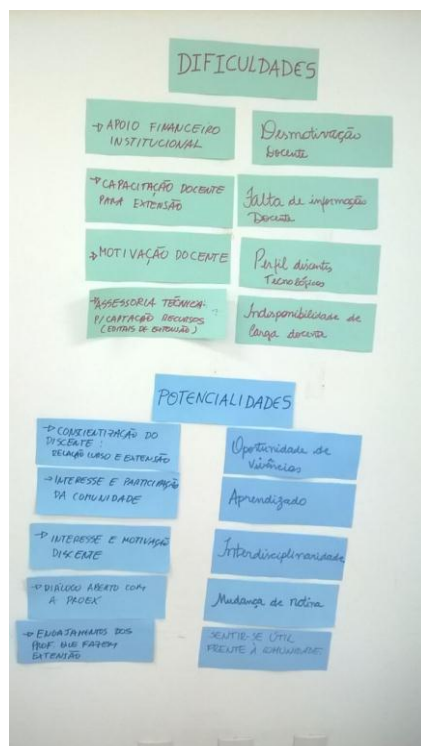 DIFICULDADES
→ APOIO FINANCEIRO
INSTITUCIONAL
Desmotivação
Docente
→ CAPACITAÇÃO DOCENTE
PARA EXTENSÃO
Falta de informação
Docente
→ MOTIVAÇÃO DOCENTE
Perfil discentes
Tecnológicos
→ ASSESSORIA TÉCNICA
P/ CAPTAÇÃO RECURSOS
(EDITAIS DE EXTENSÃO)
Indisponibilidade de
carga docente
POTENCIALIDADES
→ CONSCIENTIZAÇÃO DO
DISCENTE:
RELAÇÃO CURSO E EXTENSÃO
Oportunidade de
Vivências
→ INTERESSE E PARTICIPAÇÃO
DA COMUNIDADE
Aprendizado
→ INTERESSE E MOTIVAÇÃO
DISCENTE
Interdisciplinaridade
→ DIÁLOGO ABERTO COM
A PROEX
Mudança de rotina
→ ENGAJAMENTOS DOS
PROF. QUE FAZEM
EXTENSÃO
SENTIR-SE ÚTIL
FRENTE À COMUNIDADE